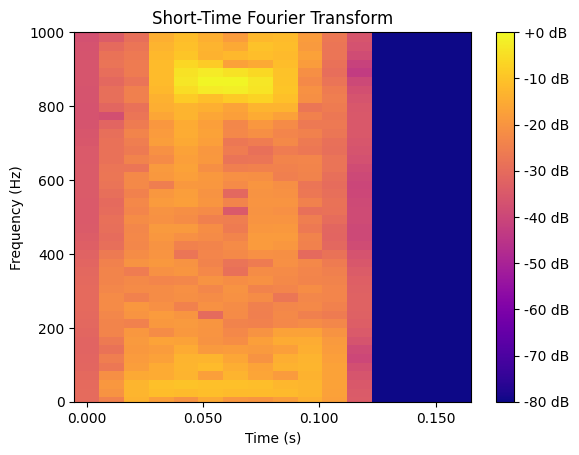 Short-Time Fourier Transform
1000
800
600
400
200
0
Frequency (Hz)
0.000
0.050
0.100
0.150
Time (s)
+0 dB
-10 dB
-20 dB
-30 dB
-40 dB
-50 dB
-60 dB
-70 dB
-80 dB